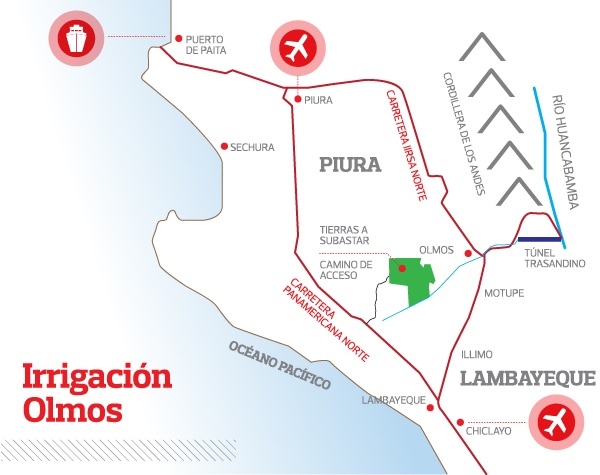 PUERTO
DE PAITA
PIURA
SECHURA
PIURA
CARRETERA IIRSA NORTE
CORDILLERA DE LOS ANDES
RÍO HUANCABAMBA
TIERRAS A
SUBASTAR
CAMINO DE
ACCESO
OLMOS
TÚNEL
TRASANDINO
MOTUPE
CARRETERA
PANAMERICANA NORTE
OCÉANO PACÍFICO
ILLIMO
LAMBAYEQUE
LAMBAYEQUE
CHICLAYO
Irrigación
Olmos